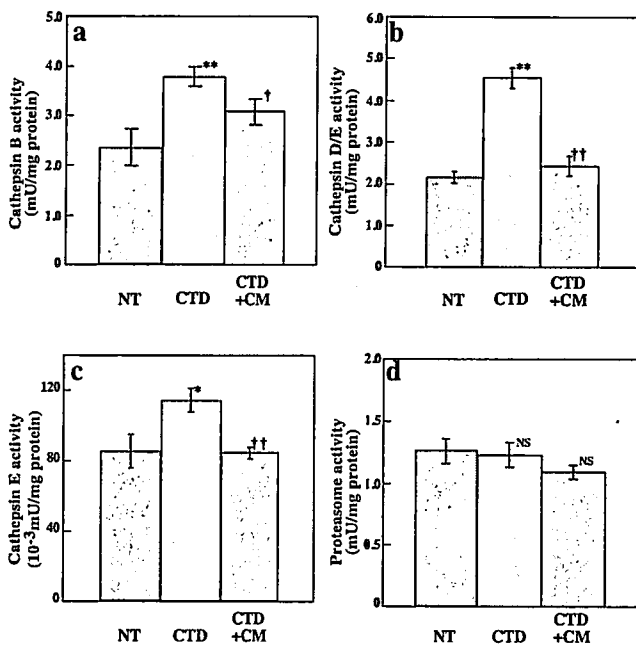 a
Cathepsin B activity
(mU/mg protein)
5.0
4.0
3.0
2.0
1.0
0
**
†
NT
CTD
CTD
+CM
b
Cathepsin D/E activity
(mU/mg protein)
6.0
5.0
4.0
3.0
2.0
1.0
0
**
††
NT
CTD
CTD
+CM
c
Cathepsin E activity
(10-3mU/mg protein)
120
80
40
0
*
††
NT
CTD
CTD
+CM
d
Proteasome activity
(mU/mg protein)
2.0
1.5
1.0
0.5
0
NS
NS
NT
CTD
CTD
+CM